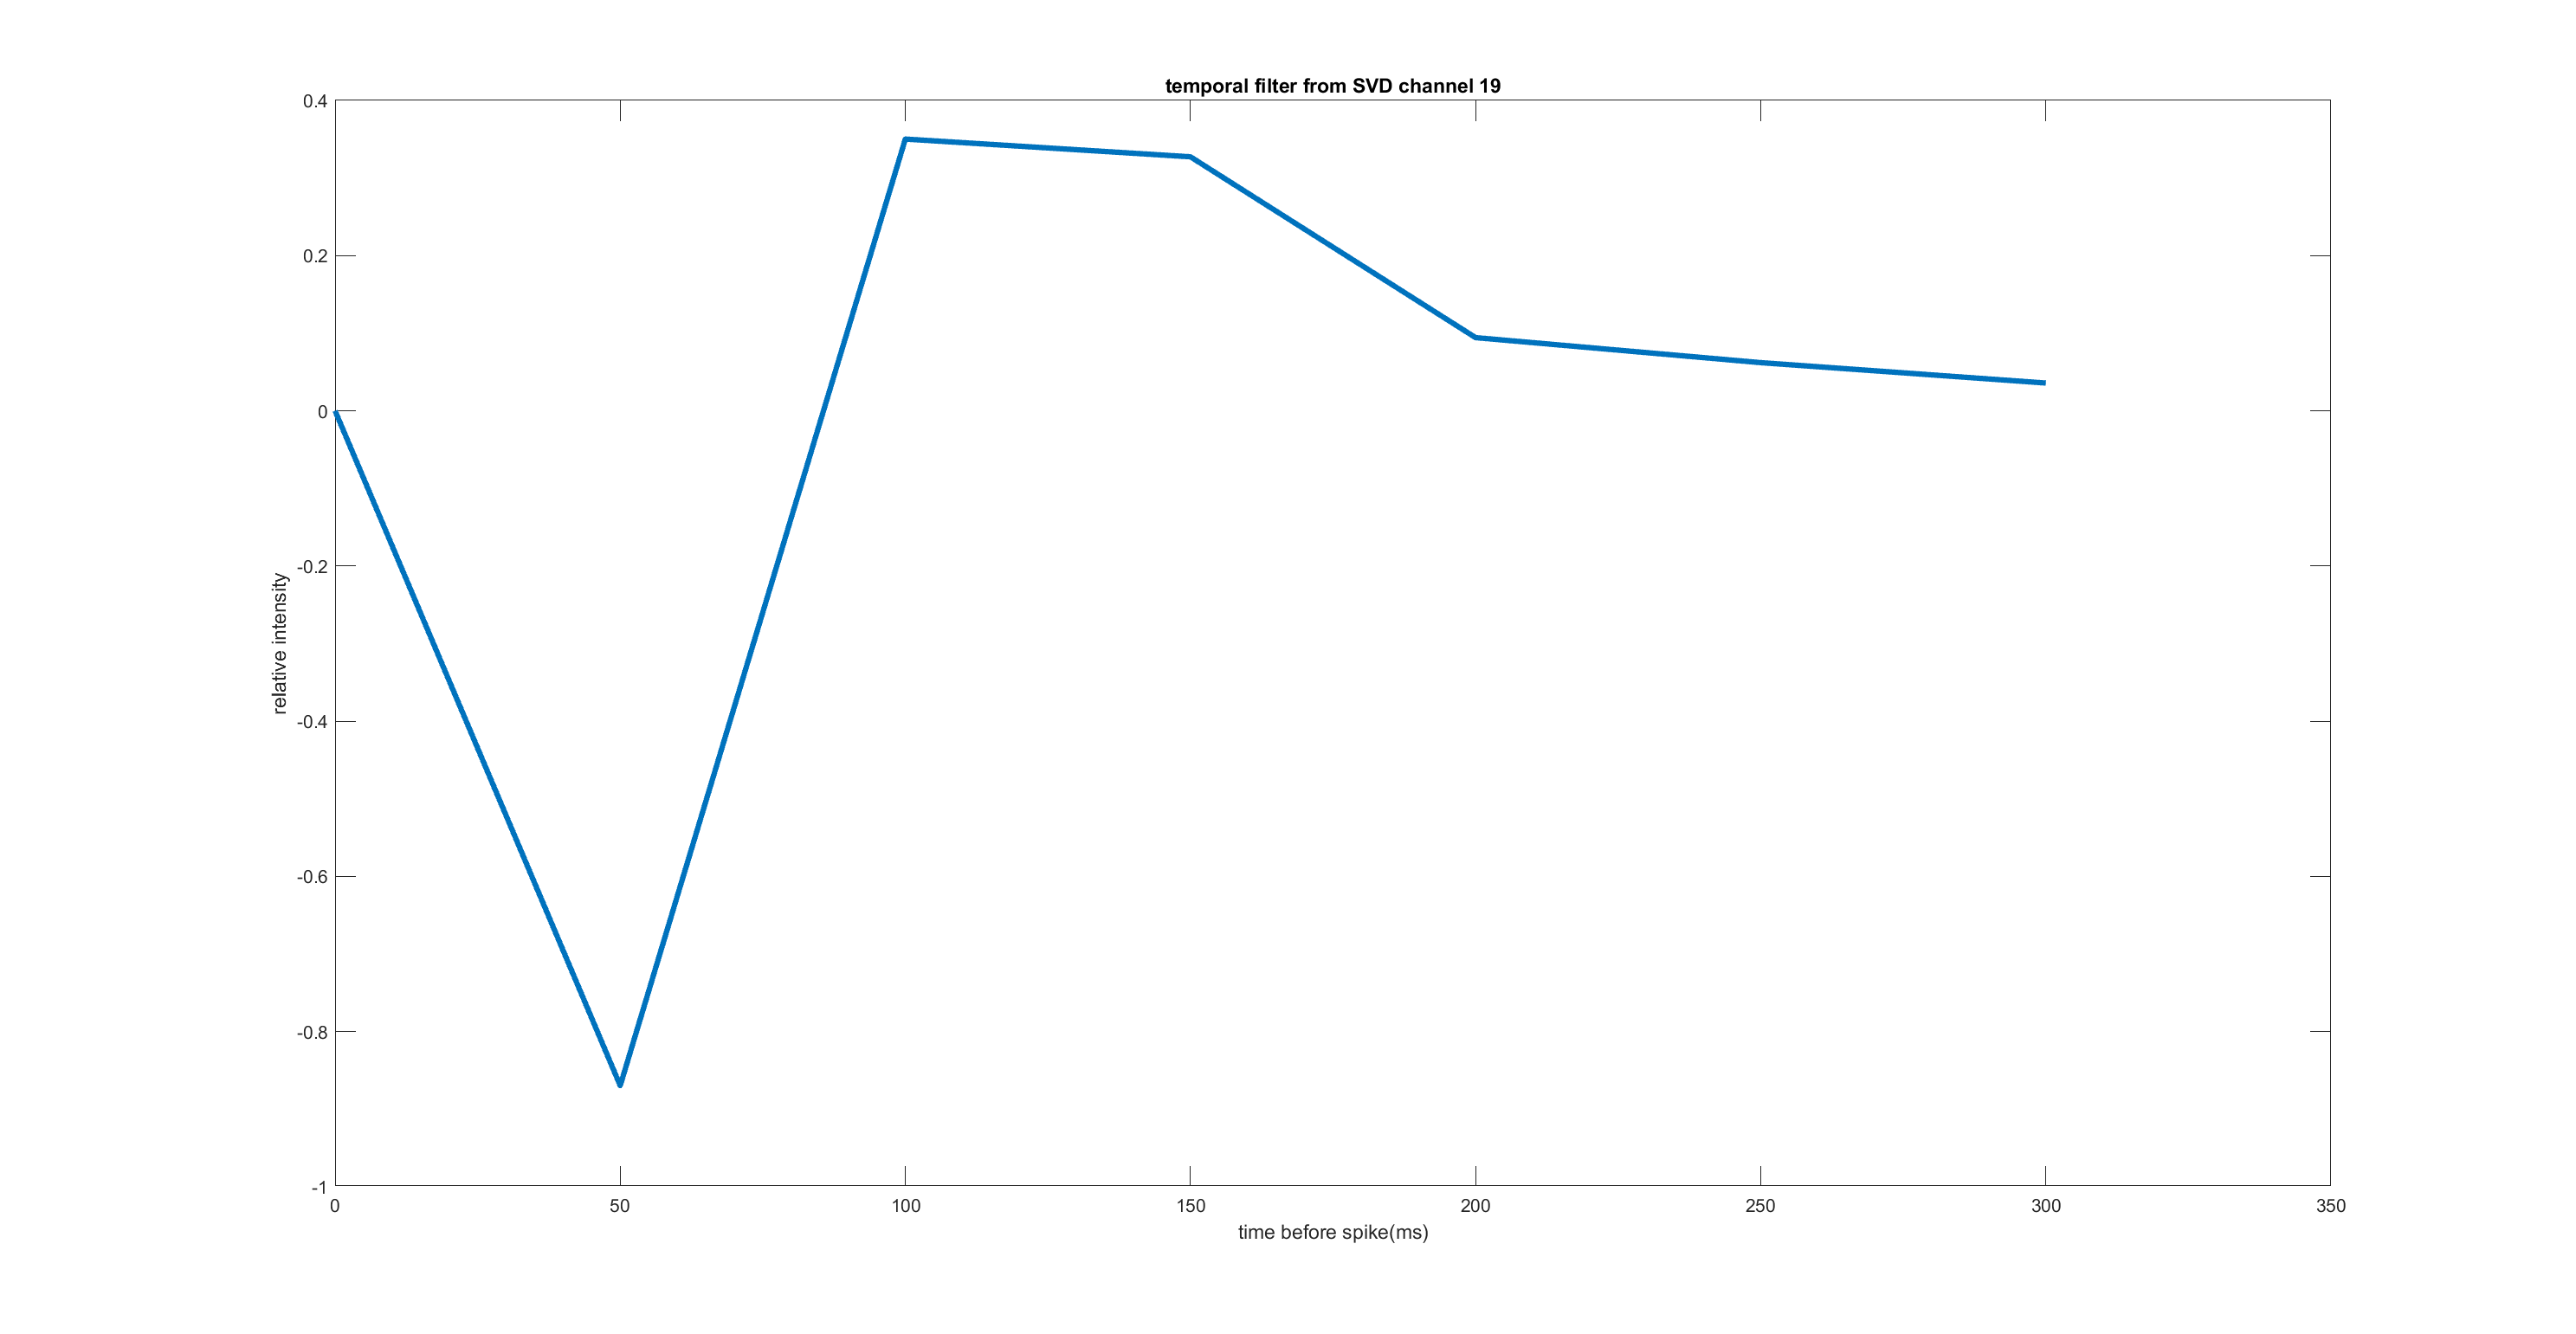 temporal filter from SVD channel 19
0.4
0.2
0
-0.2
-0.4
-0.6
-0.8
-1
relative intensity
0 50 100 150 200 250 300 350
time before spike(ms)